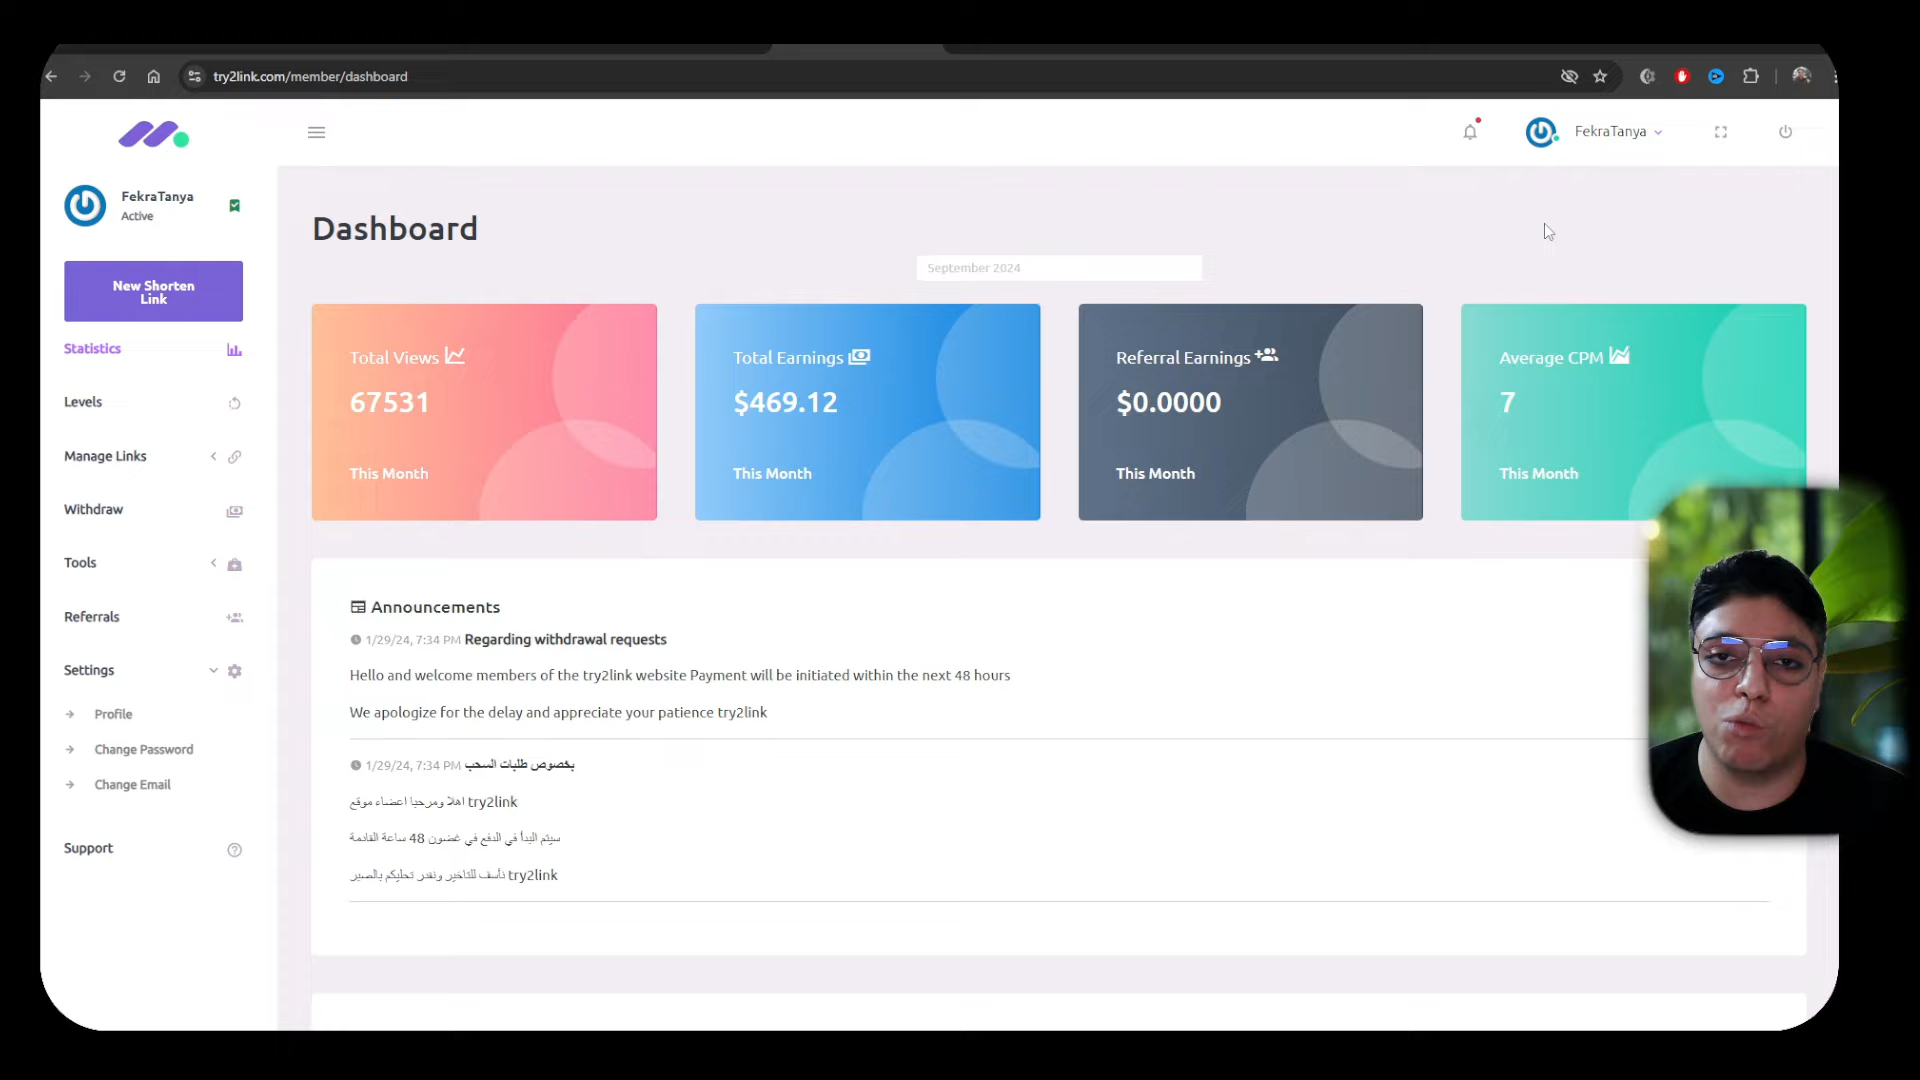 try2link.com/member/dashboard
FekraTanya
FekraTanya
Active
New Shorten
Link
Statistics
Levels
Manage Links
Withdraw
Tools
Referrals
Settings
Profile
Change Password
Change Email
Support
Dashboard
September 2024
Total Views
67531
This Month
Total Earnings
$469.12
This Month
Referral Earnings
$0.0000
This Month
Average CPM
7
This Month
Announcements
1/29/24, 7:34 PM Regarding withdrawal requests
Hello and welcome members of the try2link website Payment will be initiated within the next 48 hours
We apologize for the delay and appreciate your patience try2link
1/29/24, 7:34 PM بخصوص طلبات السحب
اهلا ومرحبا اعضاء موقع try2link
سيتم البدأ في الدفع في غضون 48 ساعة القادمة
نأسف للتاخير ونقدر تحليكم بالصبر try2link